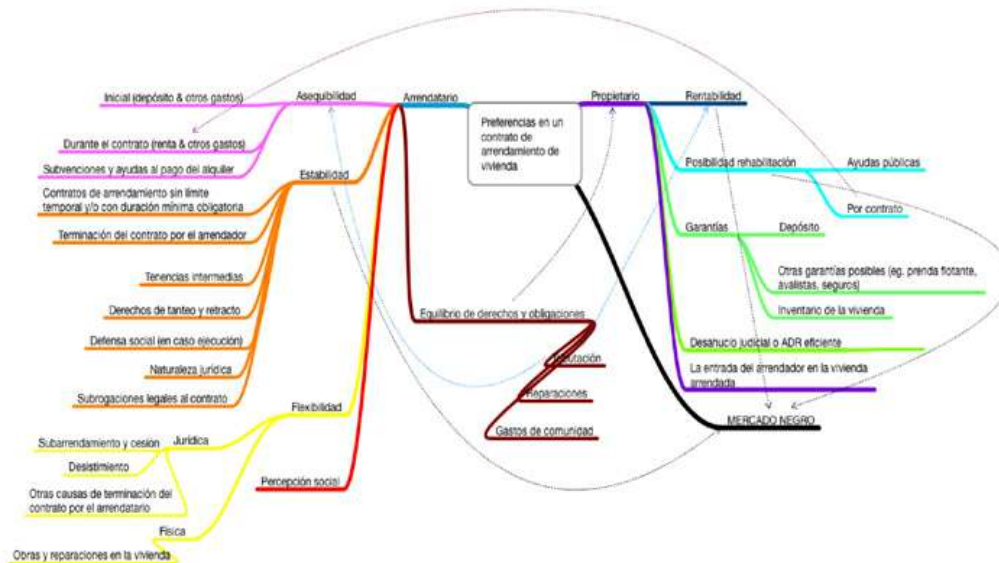 Preferencias en un
contrato de
arrendamiento de
vivienda
Arrendatario
Asequibilidad
Inicial (depósito & otros gastos)
Durante el contrato (renta & otros gastos)
Subvenciones y ayudas al pago del alquiler
Estabilidad
Contratos de arrendamiento sin límite
temporal y/o con duración mínima obligatoria
Terminación del contrato por el arrendador
Tenencias intermedias
Derechos de tanteo y retracto
Defensa social (en caso ejecución)
Naturaleza jurídica
Subrogaciones legales al contrato
Flexibilidad
Jurídica
Subarrendamiento y cesión
Desistimiento
Otras causas de terminación del
contrato por el arrendatario
Física
Obras y reparaciones en la vivienda
Percepción social
Equilibrio de derechos y obligaciones
Reparaciones
Gastos de comunidad
Propietario
Rentabilidad
Posibilidad rehabilitación
Ayudas públicas
Por contrato
Garantías
Depósito
Otras garantías posibles (eg. prenda flotante,
avalistas, seguros)
Inventario de la vivienda
Desahucio judicial o ADR eficiente
La entrada del arrendador en la vivienda
arrendada
MERCADO NEGRO